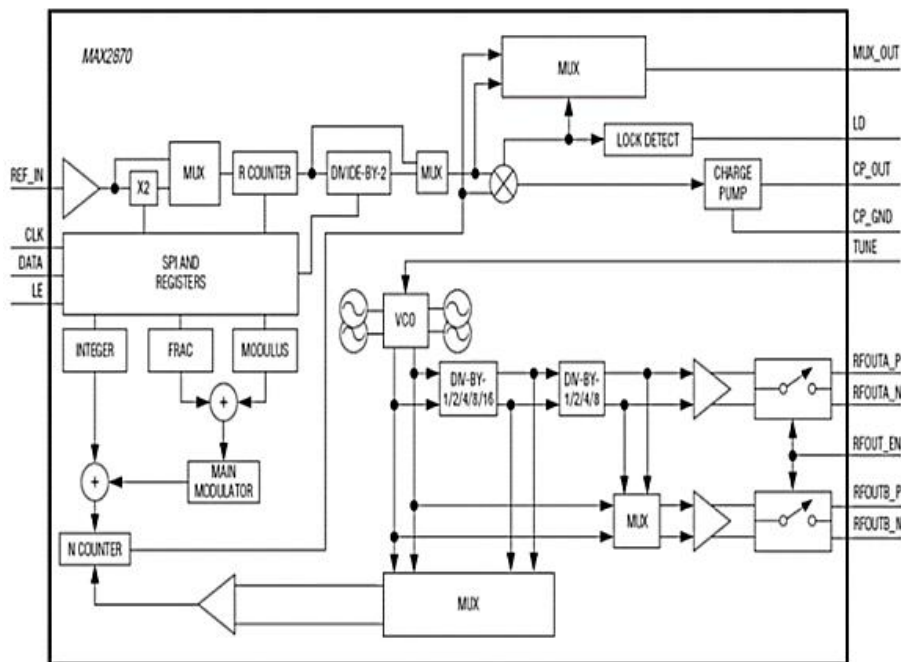 MAX2870
MUX
MUX_OUT
LD
LOCK DETECT
REF_IN
X2
MUX
R COUNTER
DIVIDE-BY-2
MUX
CHARGE
PUMP
CP_OUT
CP_GND
TUNE
CLK
DATA
LE
SPI AND
REGISTERS
VCO
INTEGER
FRAC
MODULUS
DIV-BY-
1/2/4/8/16
DIV-BY-
1/2/4/8
RFOUTA_P
RFOUTA_N
+
RFOUT_EN
MAIN
MODULATOR
+
MUX
RFOUTB_P
RFOUTB_N
N COUNTER
MUX